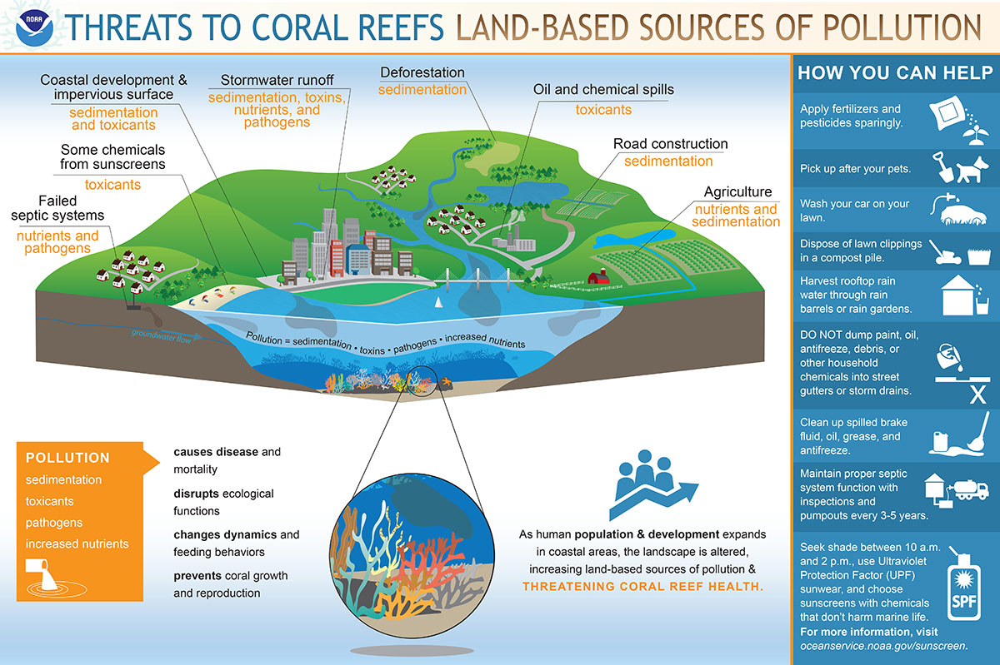 NOAA
THREATS TO CORAL REEFS LAND-BASED SOURCES OF POLLUTION
Coastal development &
impervious surface
sedimentation
and toxicants
Stormwater runoff
sedimentation, toxins,
nutrients, and
pathogens
Deforestation
sedimentation
Oil and chemical spills
toxicants
Some chemicals
from sunscreens
toxicants
Road construction
sedimentation
Failed
septic systems
nutrients and
pathogens
Agriculture
nutrients and
sedimentation
groundwater flow
Pollution = sedimentation • toxins • pathogens • increased nutrients
POLLUTION
sedimentation
toxicants
pathogens
increased nutrients
causes disease and
mortality
disrupts ecological
functions
changes dynamics and
feeding behaviors
prevents coral growth
and reproduction
As human population & development expands
in coastal areas, the landscape is altered,
increasing land-based sources of pollution &
THREATENING CORAL REEF HEALTH.
HOW YOU CAN HELP
Apply fertilizers and
pesticides sparingly.
Pick up after your pets.
Wash your car on your
lawn.
Dispose of lawn clippings
in a compost pile.
Harvest rooftop rain
water through rain
barrels or rain gardens.
DO NOT dump paint, oil,
antifreeze, debris, or
other household
chemicals into street
gutters or storm drains.
X
Clean up spilled brake
fluid, oil, grease, and
antifreeze.
Maintain proper septic
system function with
inspections and
pumpouts every 3-5 years.
Seek shade between 10 a.m.
and 2 p.m., use Ultraviolet
Protection Factor (UPF)
sunwear, and choose
sunscreens with chemicals
that don't harm marine life.
For more information, visit
oceanservice.noaa.gov/sunscreen.
SPF